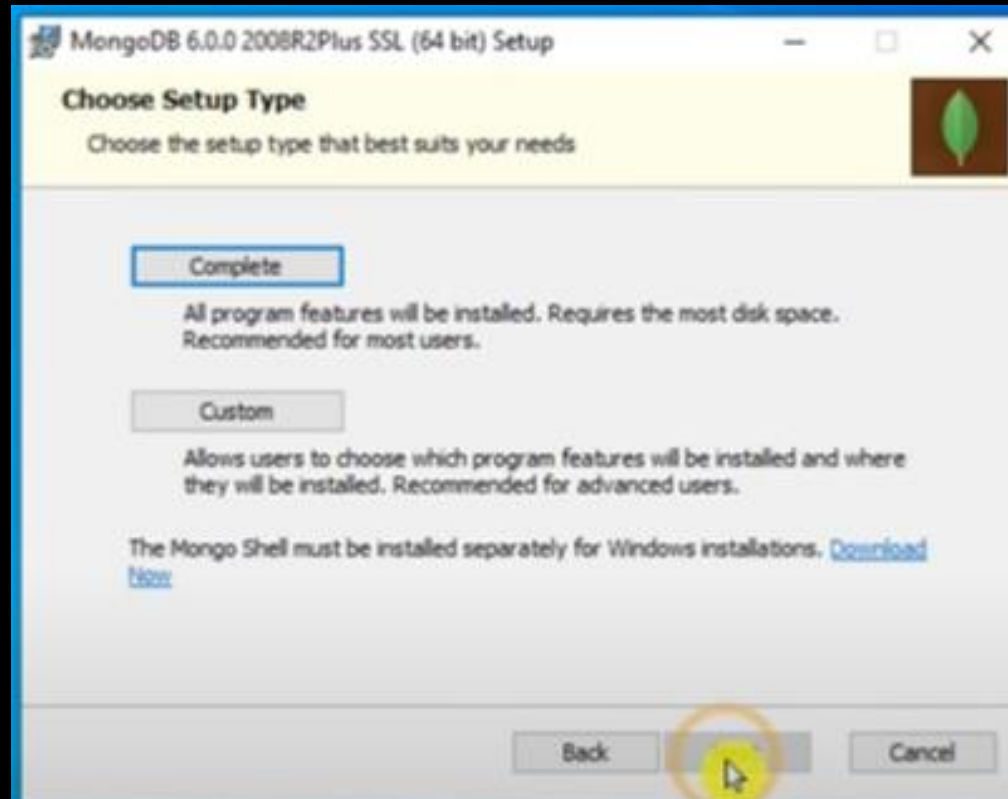 MongoDB 6.0.0 2008R2Plus SSL (64 bit) Setup
Choose Setup Type
Choose the setup type that best suits your needs
Complete
All program features will be installed. Requires the most disk space.
Recommended for most users.
Custom
Allows users to choose which program features will be installed and where
they will be installed. Recommended for advanced users.
The Mongo Shell must be installed separately for Windows installations. Download
Now
Back
Cancel